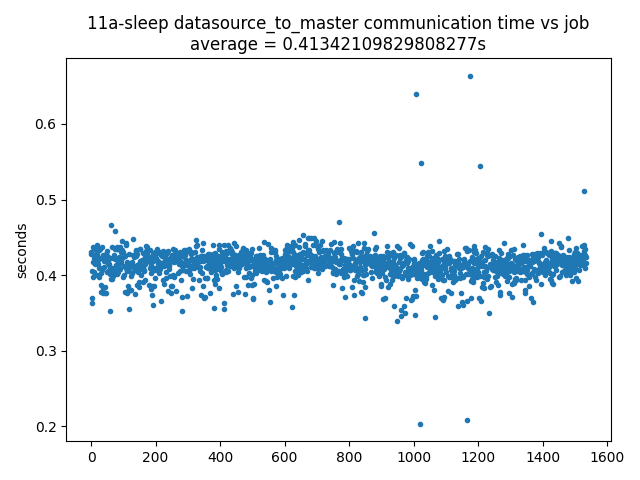 11a-sleep datasource_to_master communication time vs job
average = 0.41342109829808277s
seconds
0.6
0.5
0.4
0.3
0.2
0 200 400 600 800 1000 1200 1400 1600